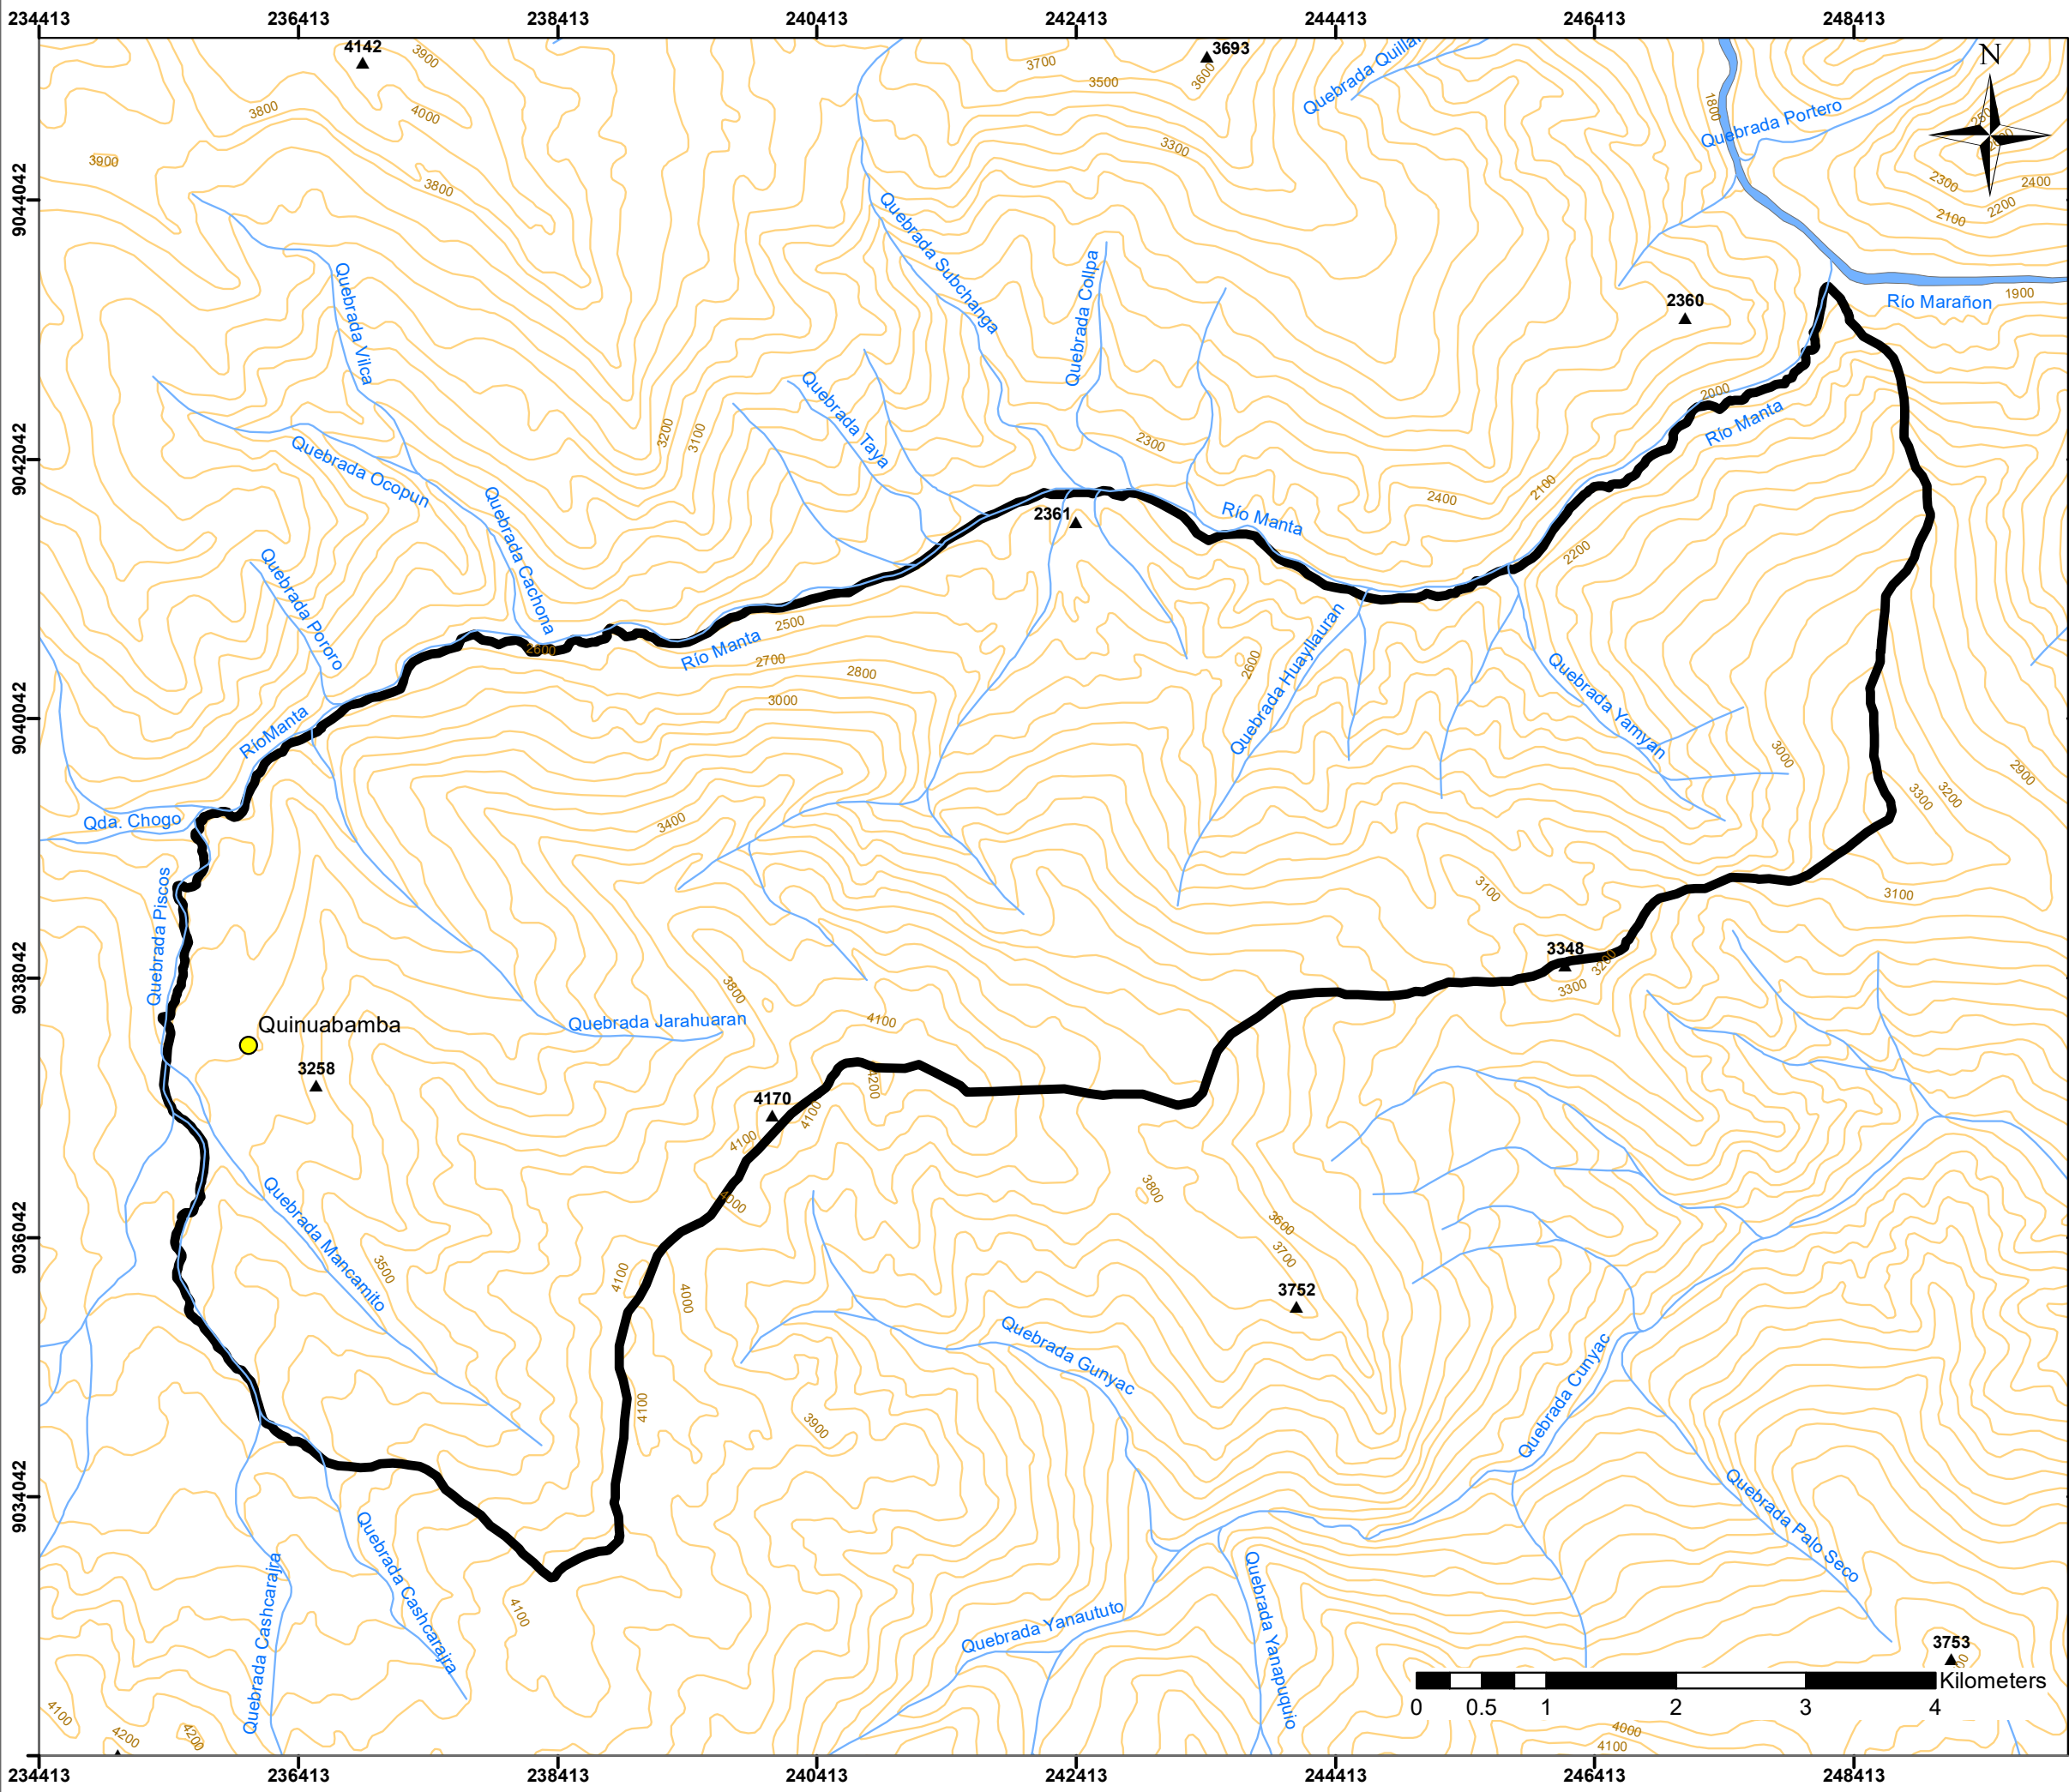 234413 236413 238413 240413 242413 244413 246413 248413
4142
3900
3693
3700
3500
3600
Quebrada Quillar
N
3800
4000
1800
Quebrada Portero
3900
3300
3800
9044042
2300
2400
2200
2100
Quebrada Subchanga
Quebrada Collpa
Quebrada Vilca
2360
1900
Río Marañon
Quebrada Taya
2000
Río Manta
3200
3100
2300
9042042
Quebrada Ocopun
Quebrada Cachona
2100
2400
2361
Río Manta
2200
Quebrada Pororo
2500
2600
Río Manta
2700
2800
2600
Quebrada Huayllauran
Quebrada Yamyan
3000
9040042
RíoManta
3000
2900
3300
3200
Qda. Chogo
3400
3100
3100
Quebrada Piscos
3348
3200
3300
9038042
3800
4100
Quebrada Jarahuaran
Quinuabamba
3258
4200
4170
4100
4100
3800
4000
Quebrada Mancamito
3600
9036042
3700
3500
4100
4000
3752
Quebrada Gunyac
Quebrada Cunyac
4100
3900
9034042
Quebrada Palo Seco
Quebrada Cashcarajra
Quebrada Cashcarajra
4100
Quebrada Yanaututo
Quebrada Yanapuquio
3753
Kilometers
0 0.5 1 2 3 4
4100
4200
4200
4000
4100
234413 236413 238413 240413 242413 244413 246413 248413